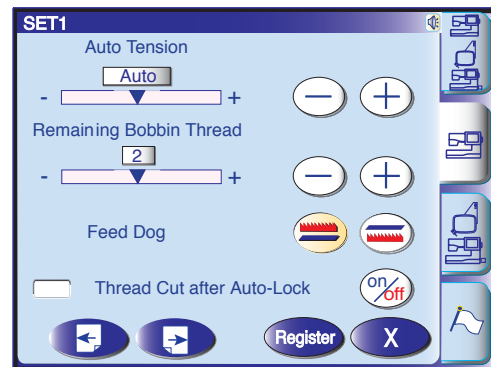 SET1
Auto Tension
Auto
- +
Remaining Bobbin Thread
2
- +
Feed Dog
Thread Cut after Auto-Lock
on/off
Register X